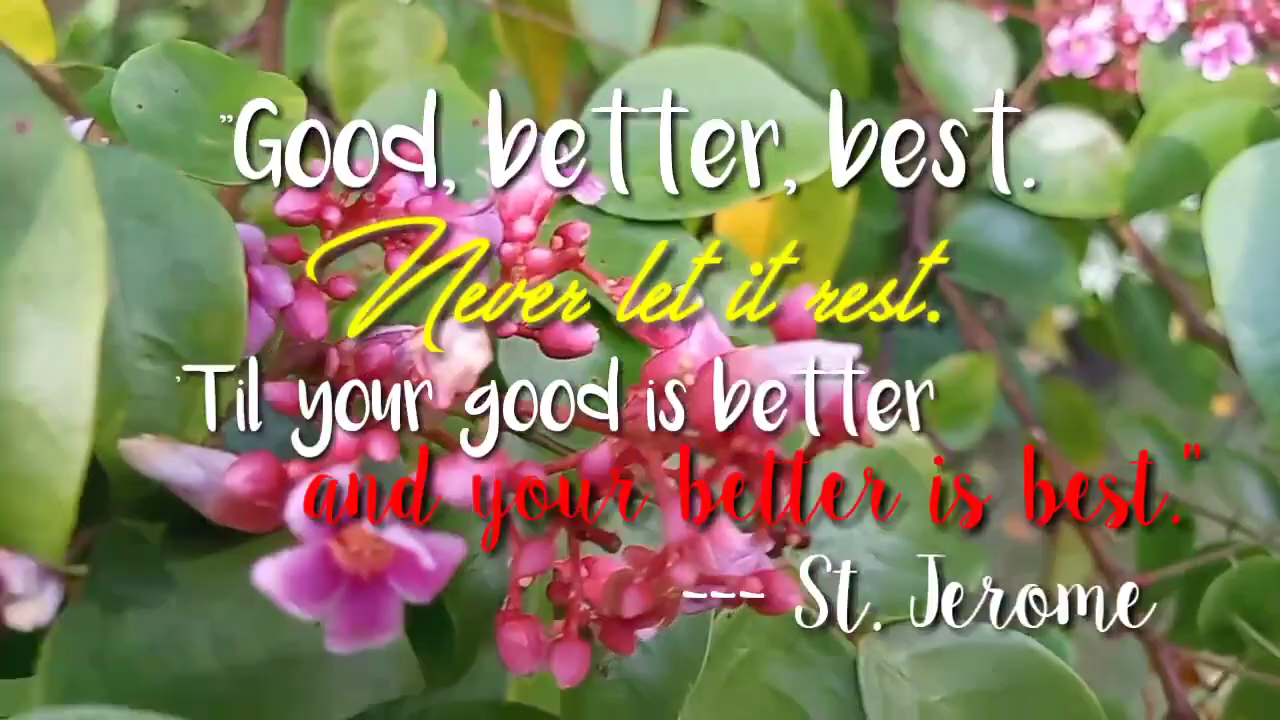 "Good, better, best.
Never let it rest.
'Til your good is better
and your better is best."
--- St. Jerome